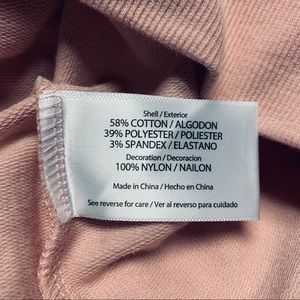 Shell / Exterior
58% COTTON / ALGODON
39% POLYESTER / POLIESTER
3% SPANDEX / ELASTANO
Decoration / Decoracion
100% NYLON / NAILON
Made in China / Hecho en China
See reverse for care / Ver al reverso para cuidado